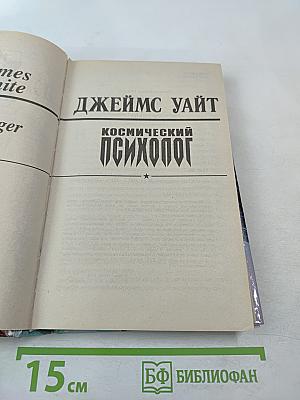 mes
ite
ger
ДЖЕЙМС УАЙТ
КОСМИЧЕСКИЙ
ПСИХОЛОГ
15 см
БФ БИБЛИОФАН